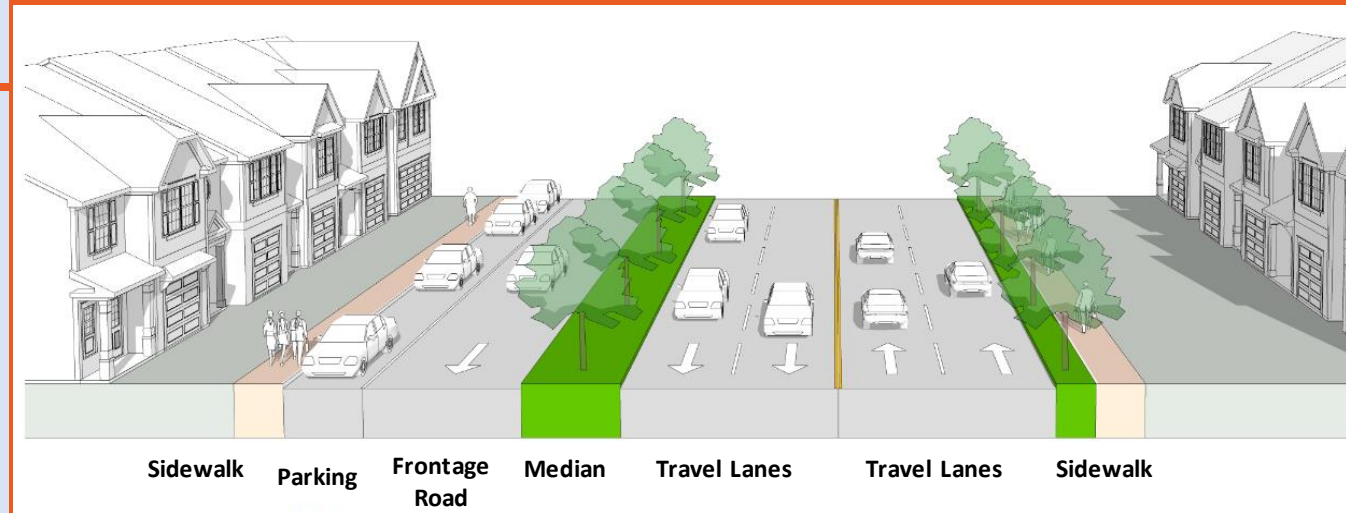 Sidewalk
Parking
Frontage
Road
Median
Travel Lanes
Travel Lanes
Sidewalk